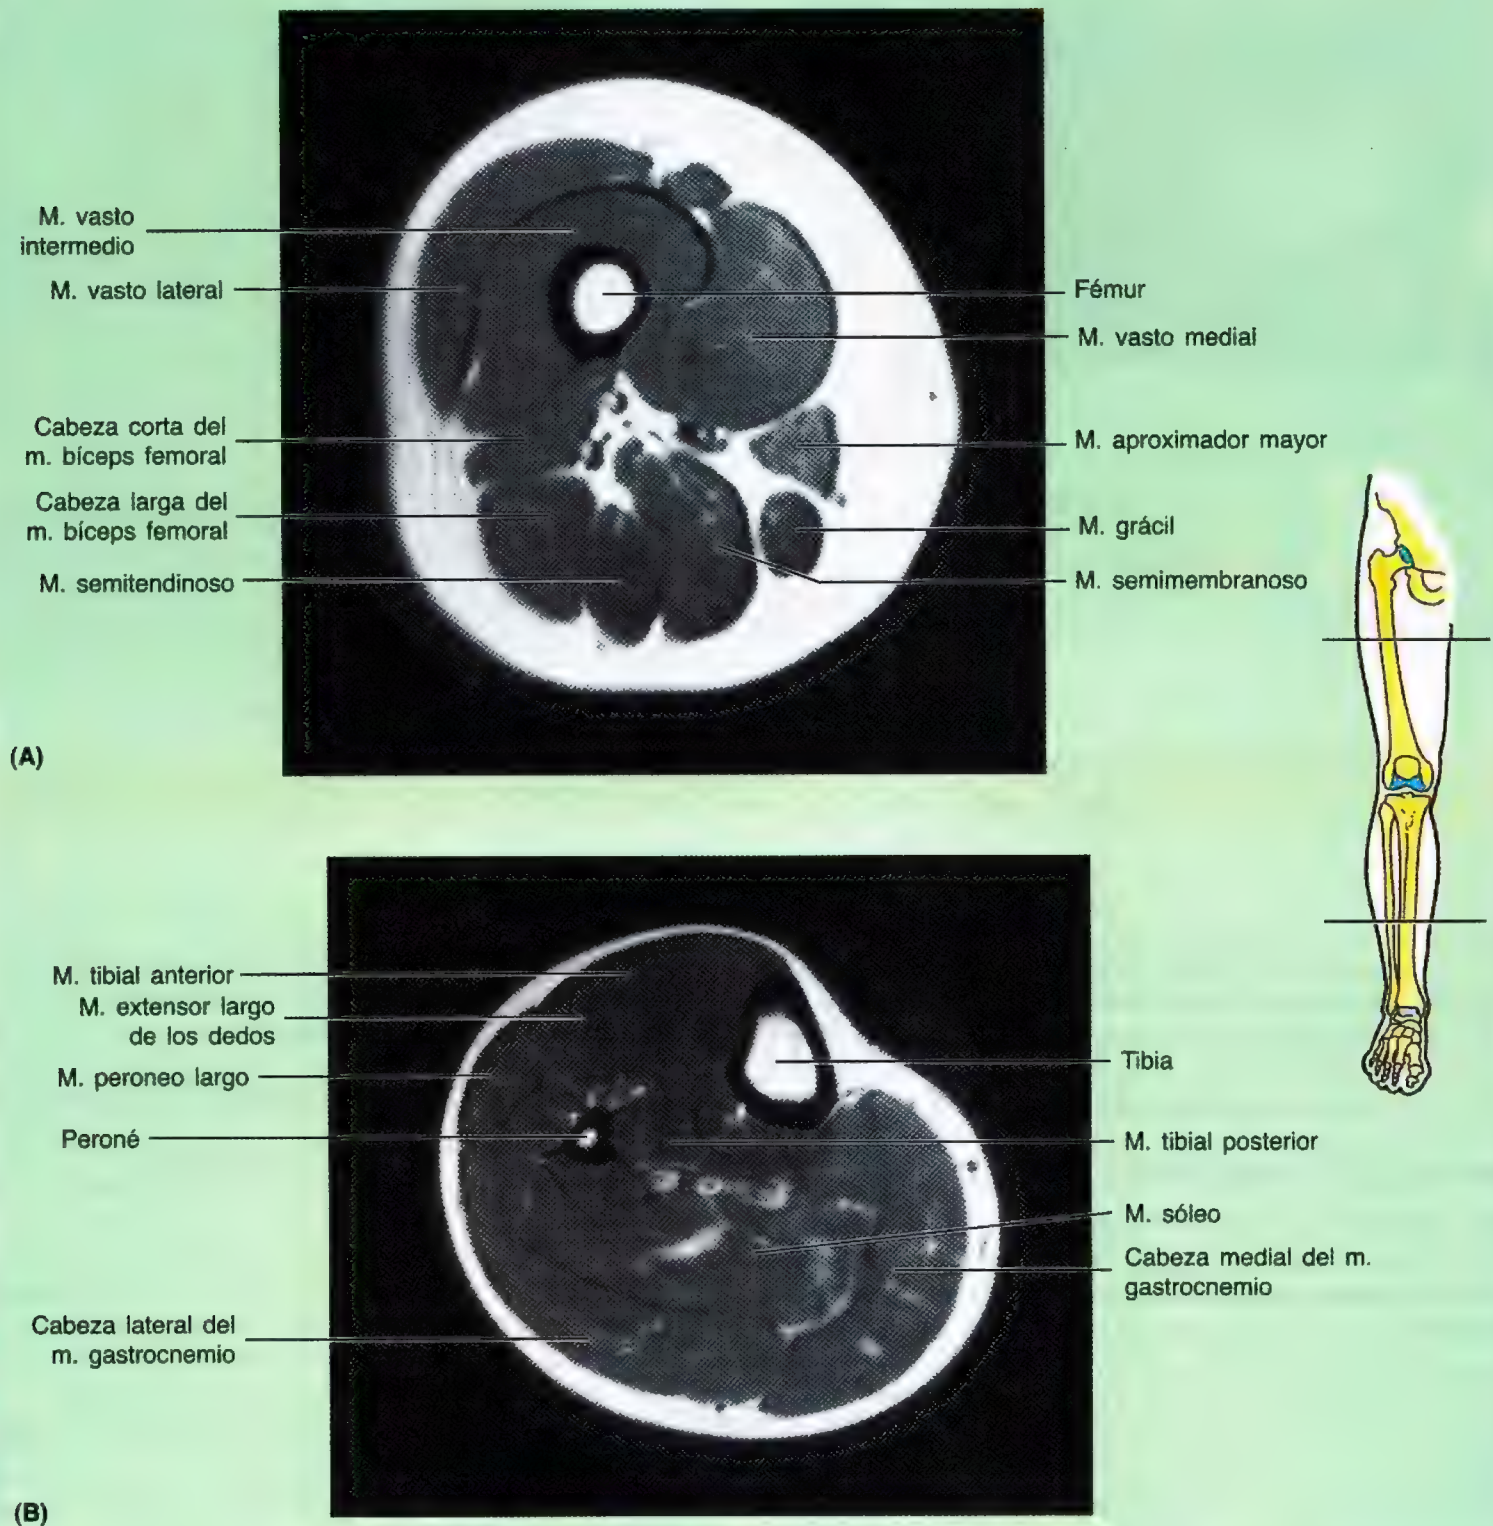 M. vasto
intermedio
M. vasto lateral
Cabeza corta del
m. bíceps femoral
Cabeza larga del
m. bíceps femoral
M. semitendinoso
Fémur
M. vasto medial
M. aproximador mayor
M. grácil
M. semimembranoso
(A)
M. tibial anterior
M. extensor largo
de los dedos
M. peroneo largo
Peroné
Cabeza lateral del
m. gastrocnemio
Tibia
M. tibial posterior
M. sóleo
Cabeza medial del m.
gastrocnemio
(B)